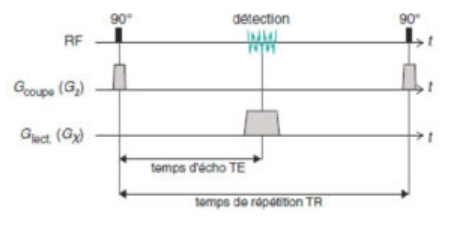 90° détection 90°
RF t
Gcoupe (Gz) t
Glect. (GX) t
temps d'écho TE
temps de répétition TR